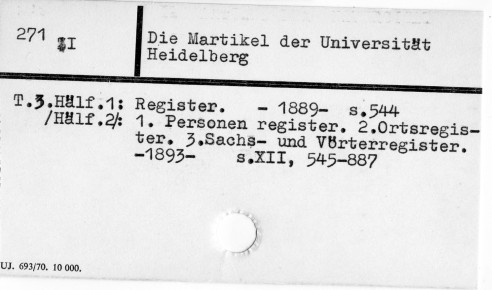 271 II
Die Martikel der Universität
Heidelberg
T.3.Hälf.1: Register. - 1889- s.544
/Hälf.2/: 1. Personen register. 2.Ortsregis-
ter. 3.Sachs- und Vörterregister.
-1893- s.XII, 545-887
UJ. 693/70. 10 000.